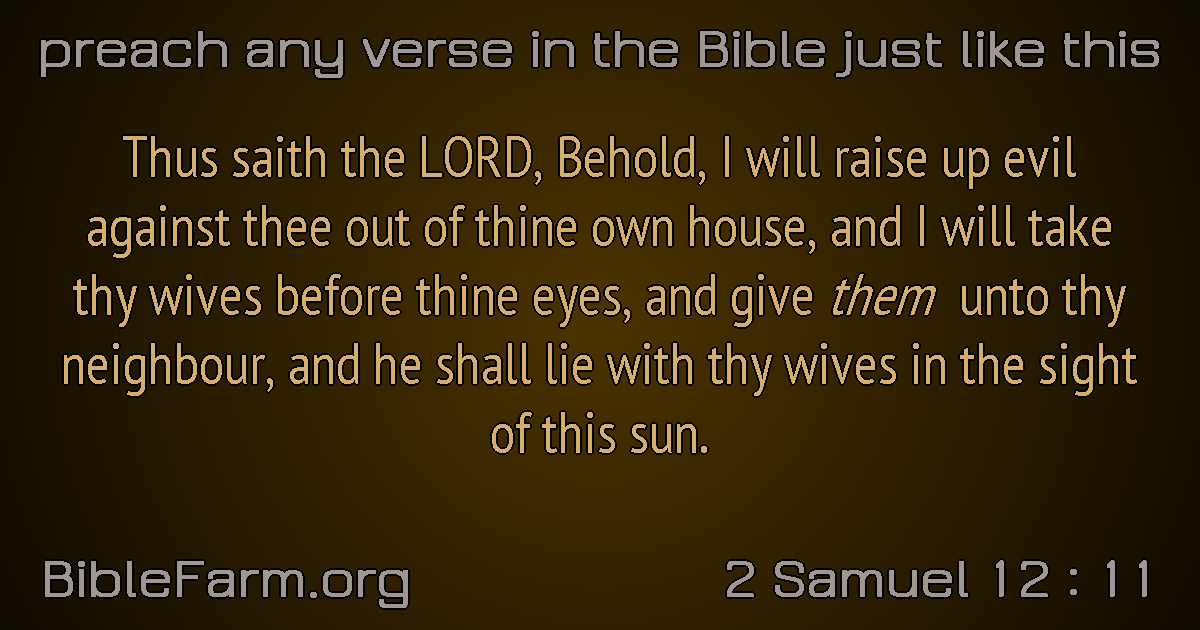 preach any verse in the Bible just like this
Thus saith the LORD, Behold, I will raise up evil
against thee out of thine own house, and I will take
thy wives before thine eyes, and give them unto thy
neighbour, and he shall lie with thy wives in the sight
of this sun.
BibleFarm.org
2 Samuel 12 : 11